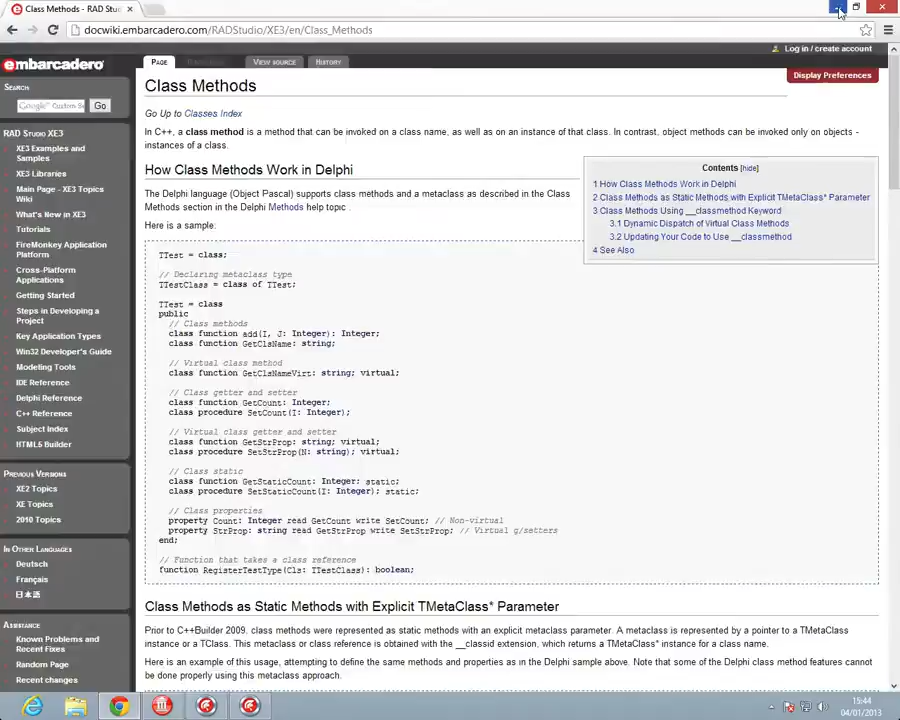 Class Methods - RAD Stud
docwiki.embarcadero.com/RADStudio/XE3/en/Class_Methods
Log in / create account
embarcadero
PAGE
VIEW SOURCE
HISTORY
Display Preferences
SEARCH
Google™ Custom Se
Go
RAD STUDIO XE3
XE3 Examples and
Samples
XE3 Libraries
Main Page - XE3 Topics
Wiki
What's New in XE3
Tutorials
FireMonkey Application
Platform
Cross-Platform
Applications
Getting Started
Steps in Developing a
Project
Key Application Types
Win32 Developer's Guide
Modeling Tools
IDE Reference
Delphi Reference
C++ Reference
Subject Index
HTML5 Builder
PREVIOUS VERSIONS
XE2 Topics
XE Topics
2010 Topics
IN OTHER LANGUAGES
Deutsch
Français
日本語
ASSISTANCE
Known Problems and
Recent Fixes
Random Page
Recent changes
Class Methods
Go Up to Classes Index
In C++, a class method is a method that can be invoked on a class name, as well as on an instance of that class. In contrast, object methods can be invoked only on objects -
instances of a class.
How Class Methods Work in Delphi
The Delphi language (Object Pascal) supports class methods and a metaclass as described in the Class
Methods section in the Delphi Methods help topic .
Here is a sample:
Contents [hide]
1 How Class Methods Work in Delphi
2 Class Methods as Static Methods with Explicit TMetaClass* Parameter
3 Class Methods Using __classmethod Keyword
3.1 Dynamic Dispatch of Virtual Class Methods
3.2 Updating Your Code to Use __classmethod
4 See Also
TTest = class;
// Declaring metaclass type
TTestClass = class of TTest;
TTest = class
public
// Class methods
class function add(I, J: Integer): Integer;
class function GetClsName: string;
// Virtual class method
class function GetClsNameVirt: string; virtual;
// Class getter and setter
class function GetCount: Integer;
class procedure SetCount(I: Integer);
// Virtual class getter and setter
class function GetStrProp: string; virtual;
class procedure SetStrProp(N: string); virtual;
// Class static
class function GetStaticCount: Integer; static;
class procedure SetStaticCount(I: Integer); static;
// Class properties
property Count: Integer read GetCount write SetCount; // Non-virtual
property StrProp: string read GetStrProp write SetStrProp; // Virtual g/setters
end;
// Function that takes a class reference
function RegisterTestType(Cls: TTestClass): boolean;
Class Methods as Static Methods with Explicit TMetaClass* Parameter
Prior to C++Builder 2009, class methods were represented as static methods with an explicit metaclass parameter. A metaclass is represented by a pointer to a TMetaClass
instance or a TClass. This metaclass or class reference is obtained with the __classid extension, which returns a TMetaClass* instance for a class name.
Here is an example of this usage, attempting to define the same methods and properties as in the Delphi sample above. Note that some of the Delphi class method features cannot
be done properly using this metaclass approach.
15:44
04/01/2013